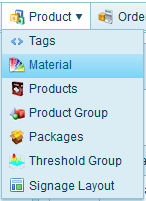 Product Orde
Tags
Material
Products
Product Group
Packages
Threshold Group
Signage Layout